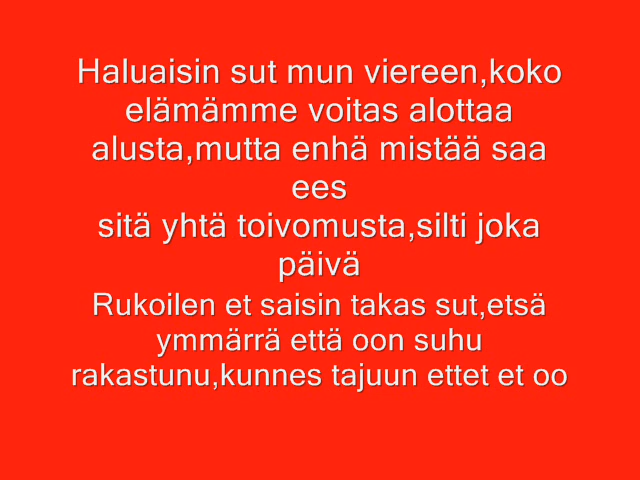 Haluaisin sut mun viereen,koko
elämämme voitas alottaa
alusta,mutta enhä mistää saa
ees
sitä yhtä toivomusta,silti joka
päivä
Rukoilen et saisin takas sut,etsä
ymmärrä että oon suhu
rakastunu,kunnes tajuun ettet et oo